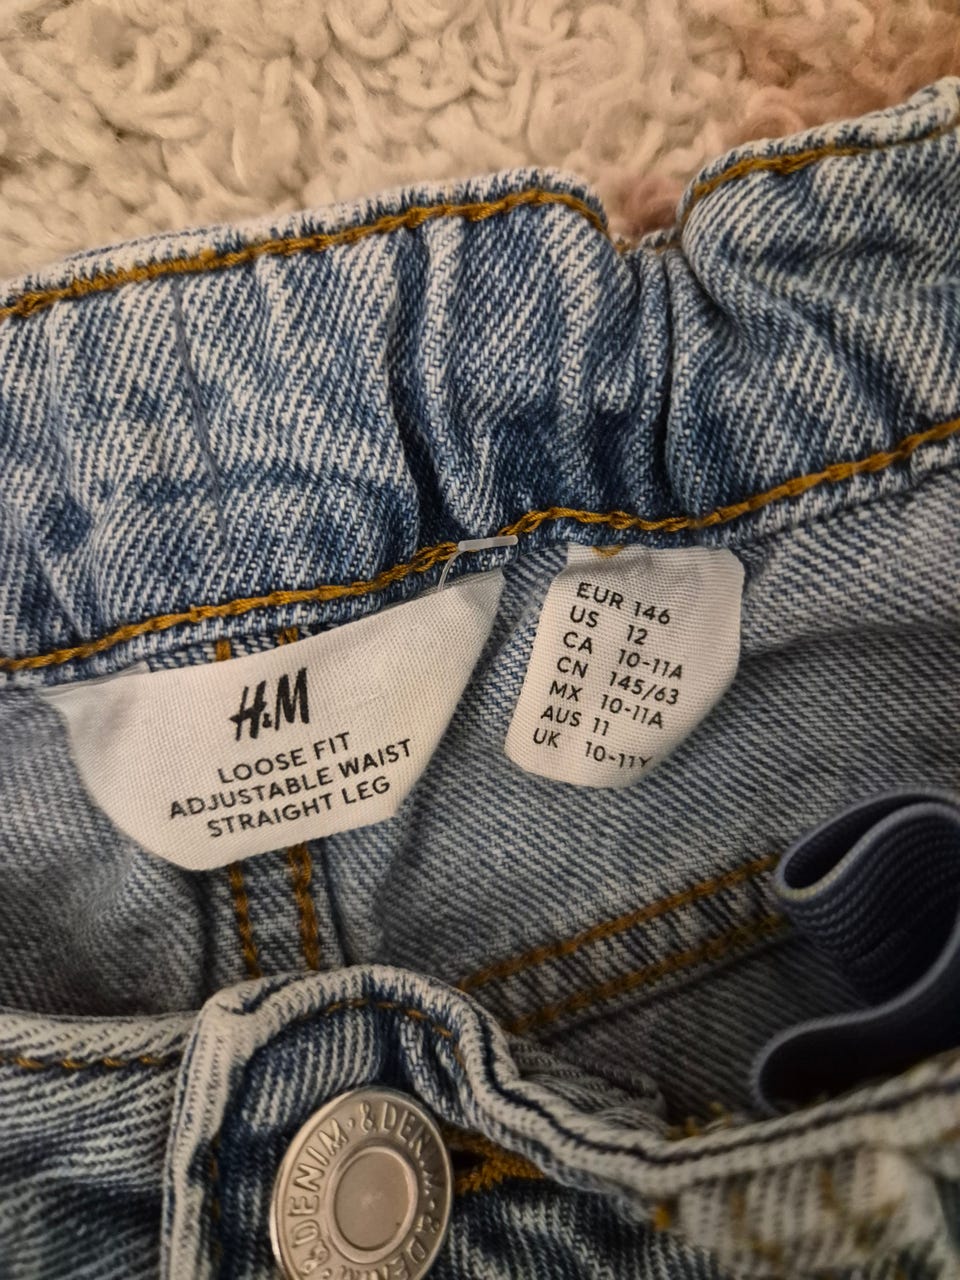 H&M
LOOSE FIT
ADJUSTABLE WAIST
STRAIGHT LEG
EUR 146
US 12
CA 10-11A
CN 145/63
MX 10-11A
AUS 11
UK 10-11Y
&DENIM·&DENIM·&DENIM